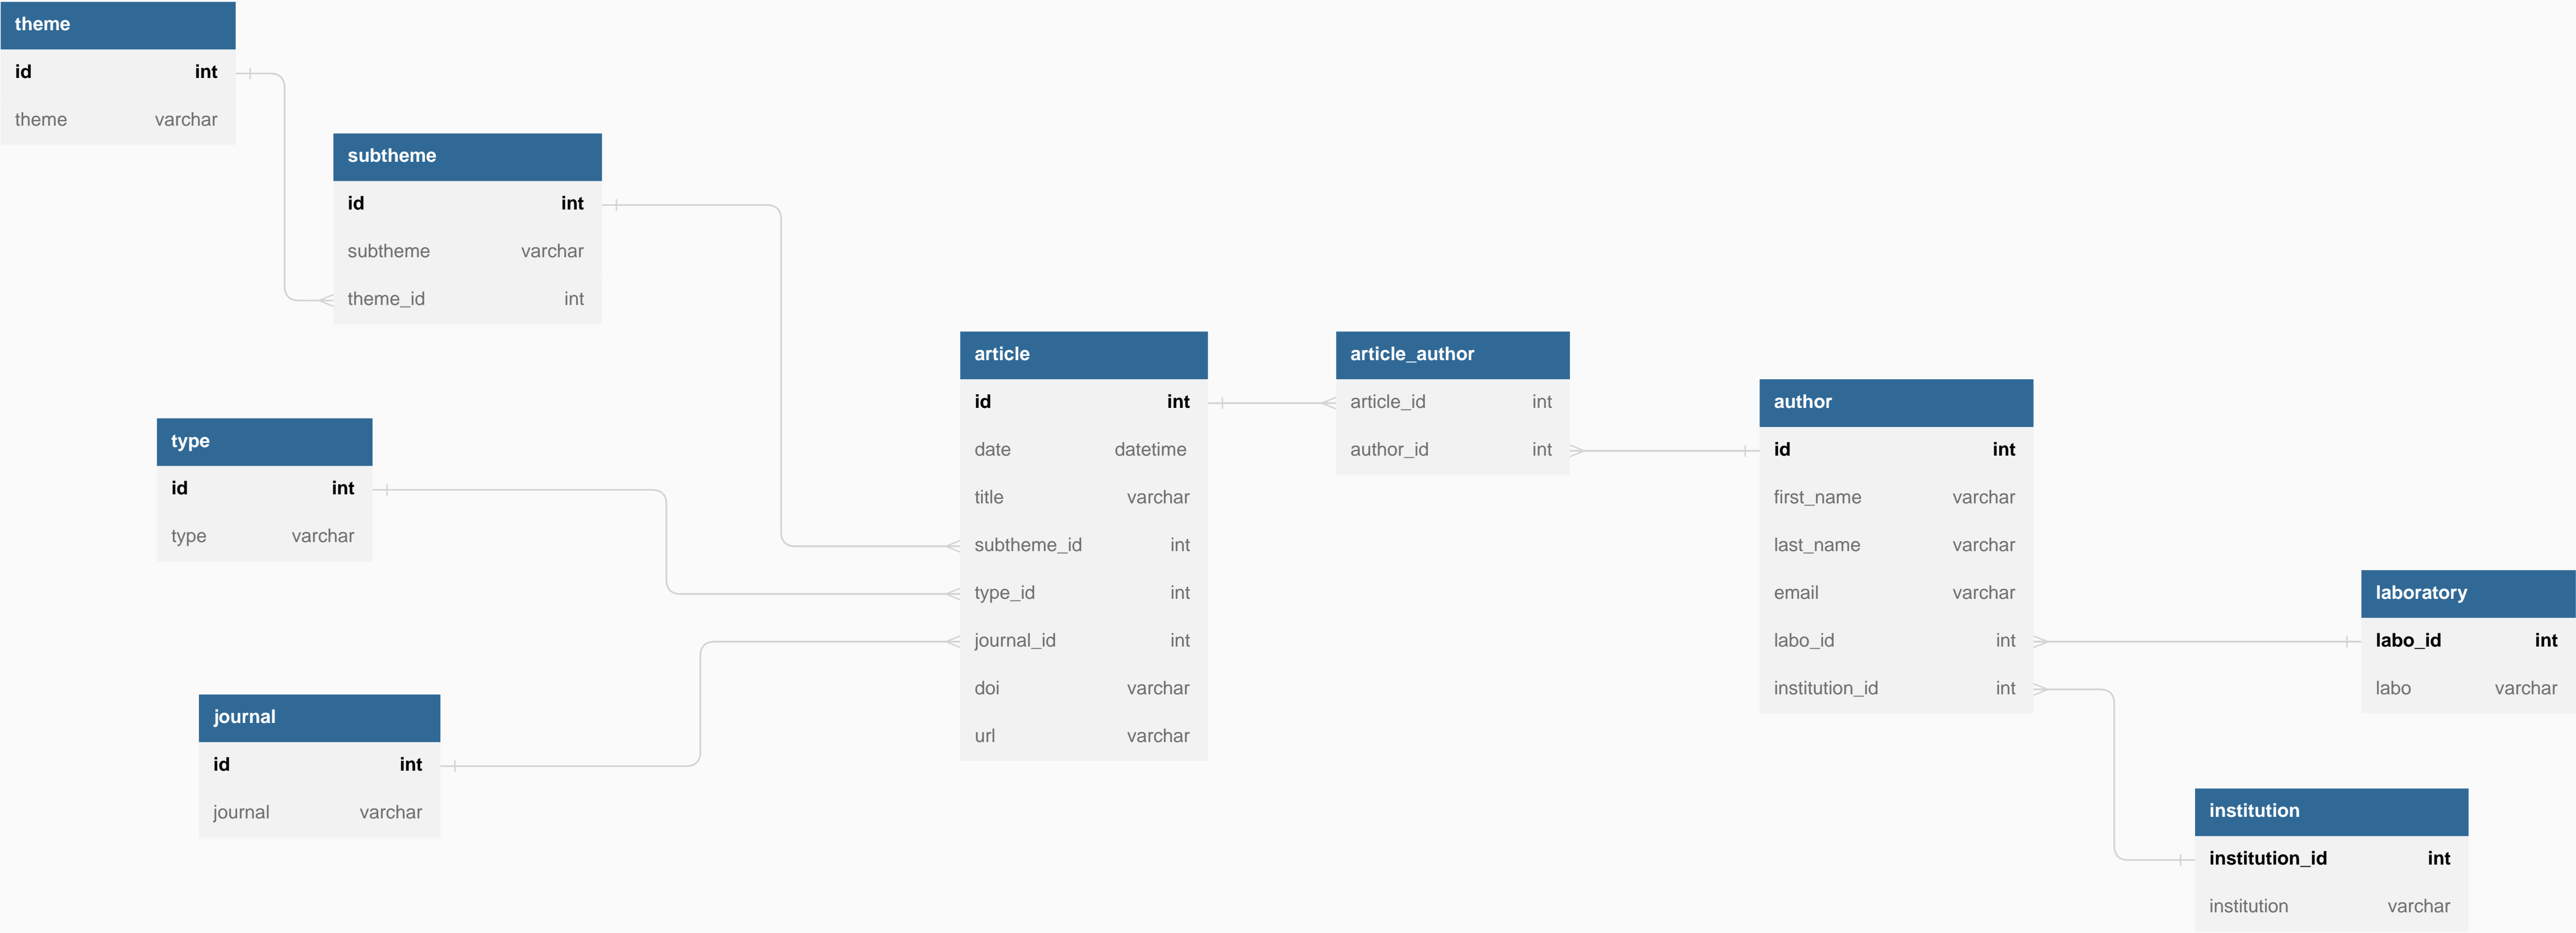 theme
id int
theme varchar
subtheme
id int
subtheme varchar
theme_id int
type
id int
type varchar
journal
id int
journal varchar
article
id int
date datetime
title varchar
subtheme_id int
type_id int
journal_id int
doi varchar
url varchar
article_author
article_id int
author_id int
author
id int
first_name varchar
last_name varchar
email varchar
labo_id int
institution_id int
laboratory
labo_id int
labo varchar
institution
institution_id int
institution varchar